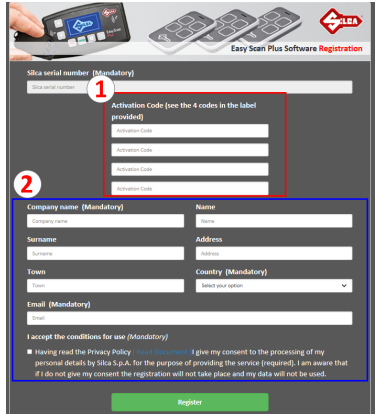 SILCA
Easy Scan Plus Software Registration
Silca serial number (Mandatory)
Silca serial number
1
Activation Code (see the 4 codes in the label
provided)
Activation Code
Activation Code
Activation Code
Activation Code
2
Company name (Mandatory)
Name
Company name
Name
Surname
Address
Surname
Address
Town
Country (Mandatory)
Town
Select your option
Email (Mandatory)
Email
I accept the conditions for use (Mandatory)
Having read the Privacy Policy I give my consent to the processing of my
personal details by Silca S.p.A. for the purpose of providing the service (required). I am aware that
if I do not give my consent the registration will not take place and my data will not be used.
Register